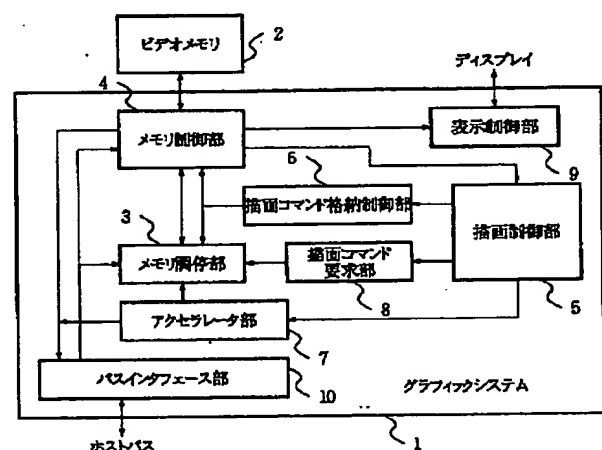 ビデオメモリ
2
ディスプレイ
4
メモリ制御部
表示制御部
9
6
描画コマンド格納制御部
描画制御部
5
3
メモリ調停部
描画コマンド
要求部
8
アクセラレータ部
7
バスインタフェース部
10
グラフィックシステム
ホストバス
1